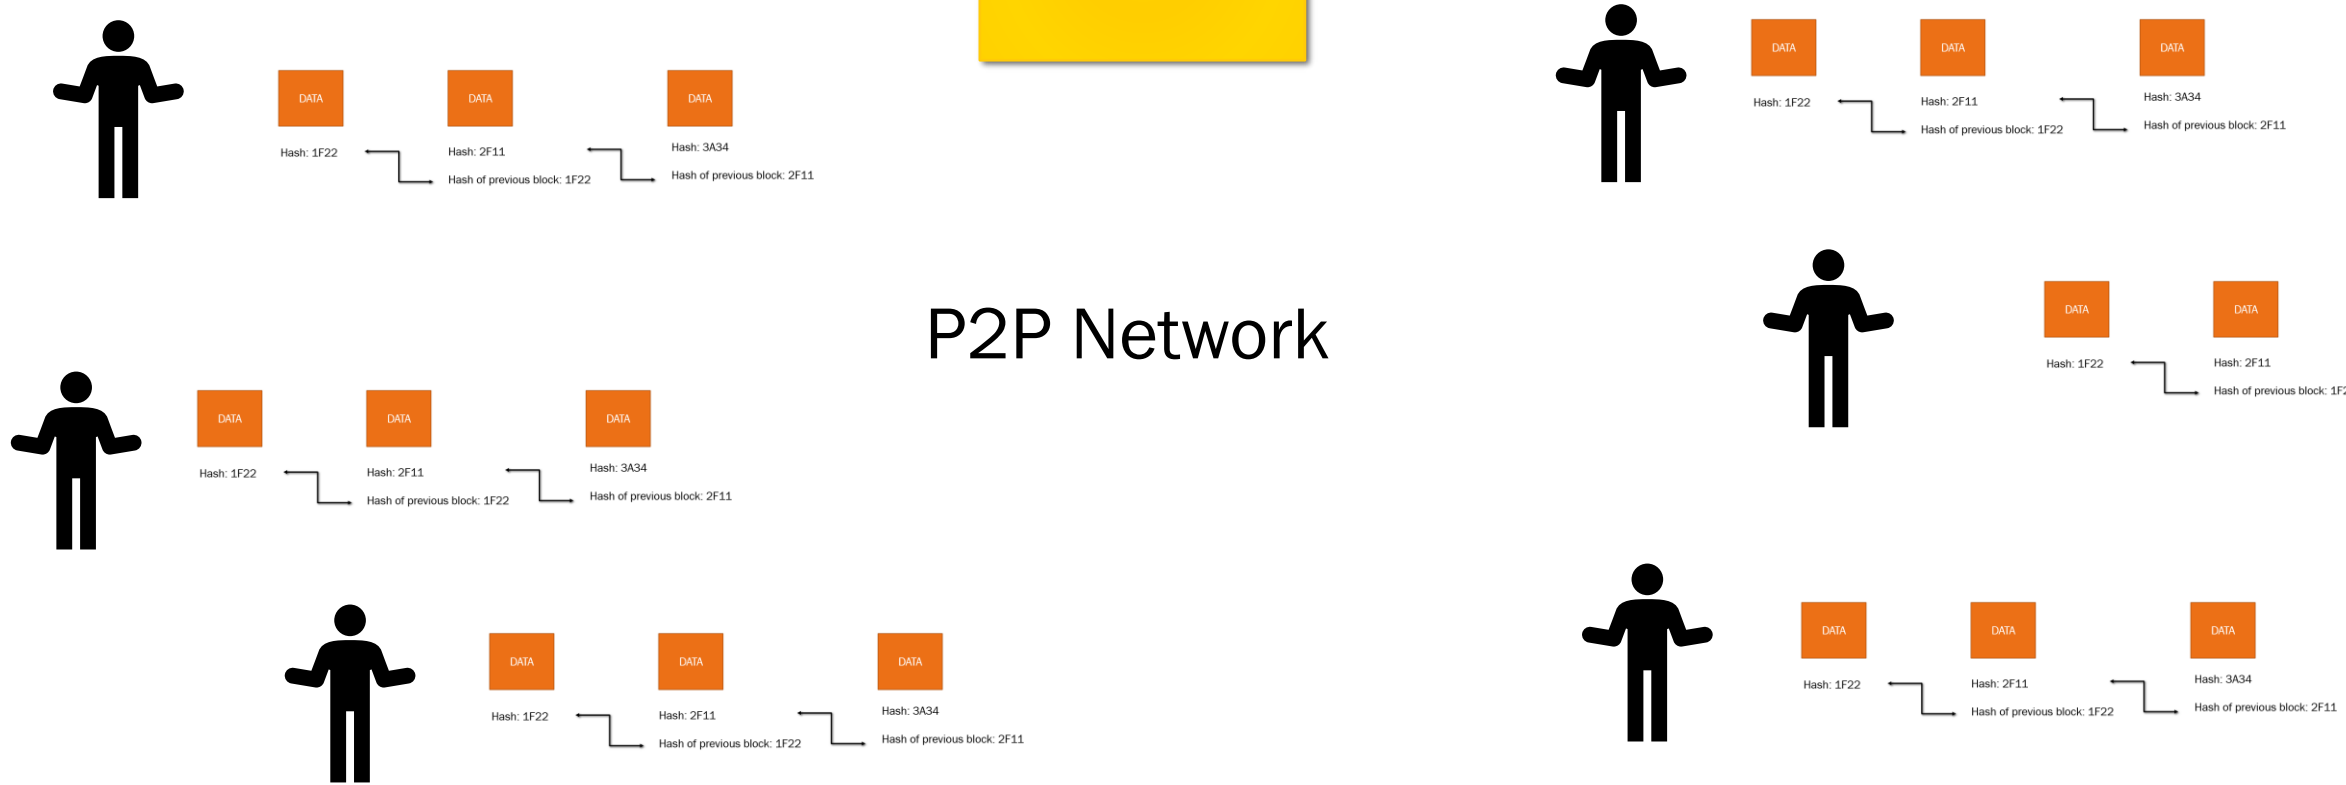 DATA DATA DATA
Hash: 1F22 Hash: 2F11 Hash: 3A34
Hash of previous block: 1F22 Hash of previous block: 2F11
DATA DATA DATA
Hash: 1F22 Hash: 2F11 Hash: 3A34
Hash of previous block: 1F22 Hash of previous block: 2F11
P2P Network
DATA DATA
Hash: 1F22 Hash: 2F11
Hash of previous block:
DATA DATA DATA
Hash: 1F22 Hash: 2F11 Hash: 3A34
Hash of previous block: 1F22 Hash of previous block: 2F11
DATA DATA DATA
Hash: 1F22 Hash: 2F11 Hash: 3A34
Hash of previous block: 1F22 Hash of previous block: 2F11
DATA DATA DATA
Hash: 1F22 Hash: 2F11 Hash: 3A34
Hash of previous block: 1F22 Hash of previous block: 2F11